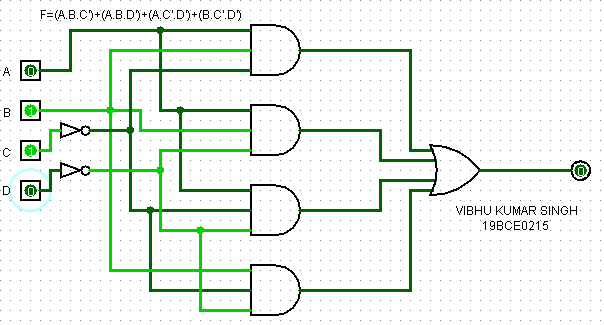 F=(A.B.C')+(A.B.D')+(A.C'.D')+(B.C'.D')
A 0
B 1
C 1
D 0
0
VIBHU KUMAR SINGH
19BCE0215